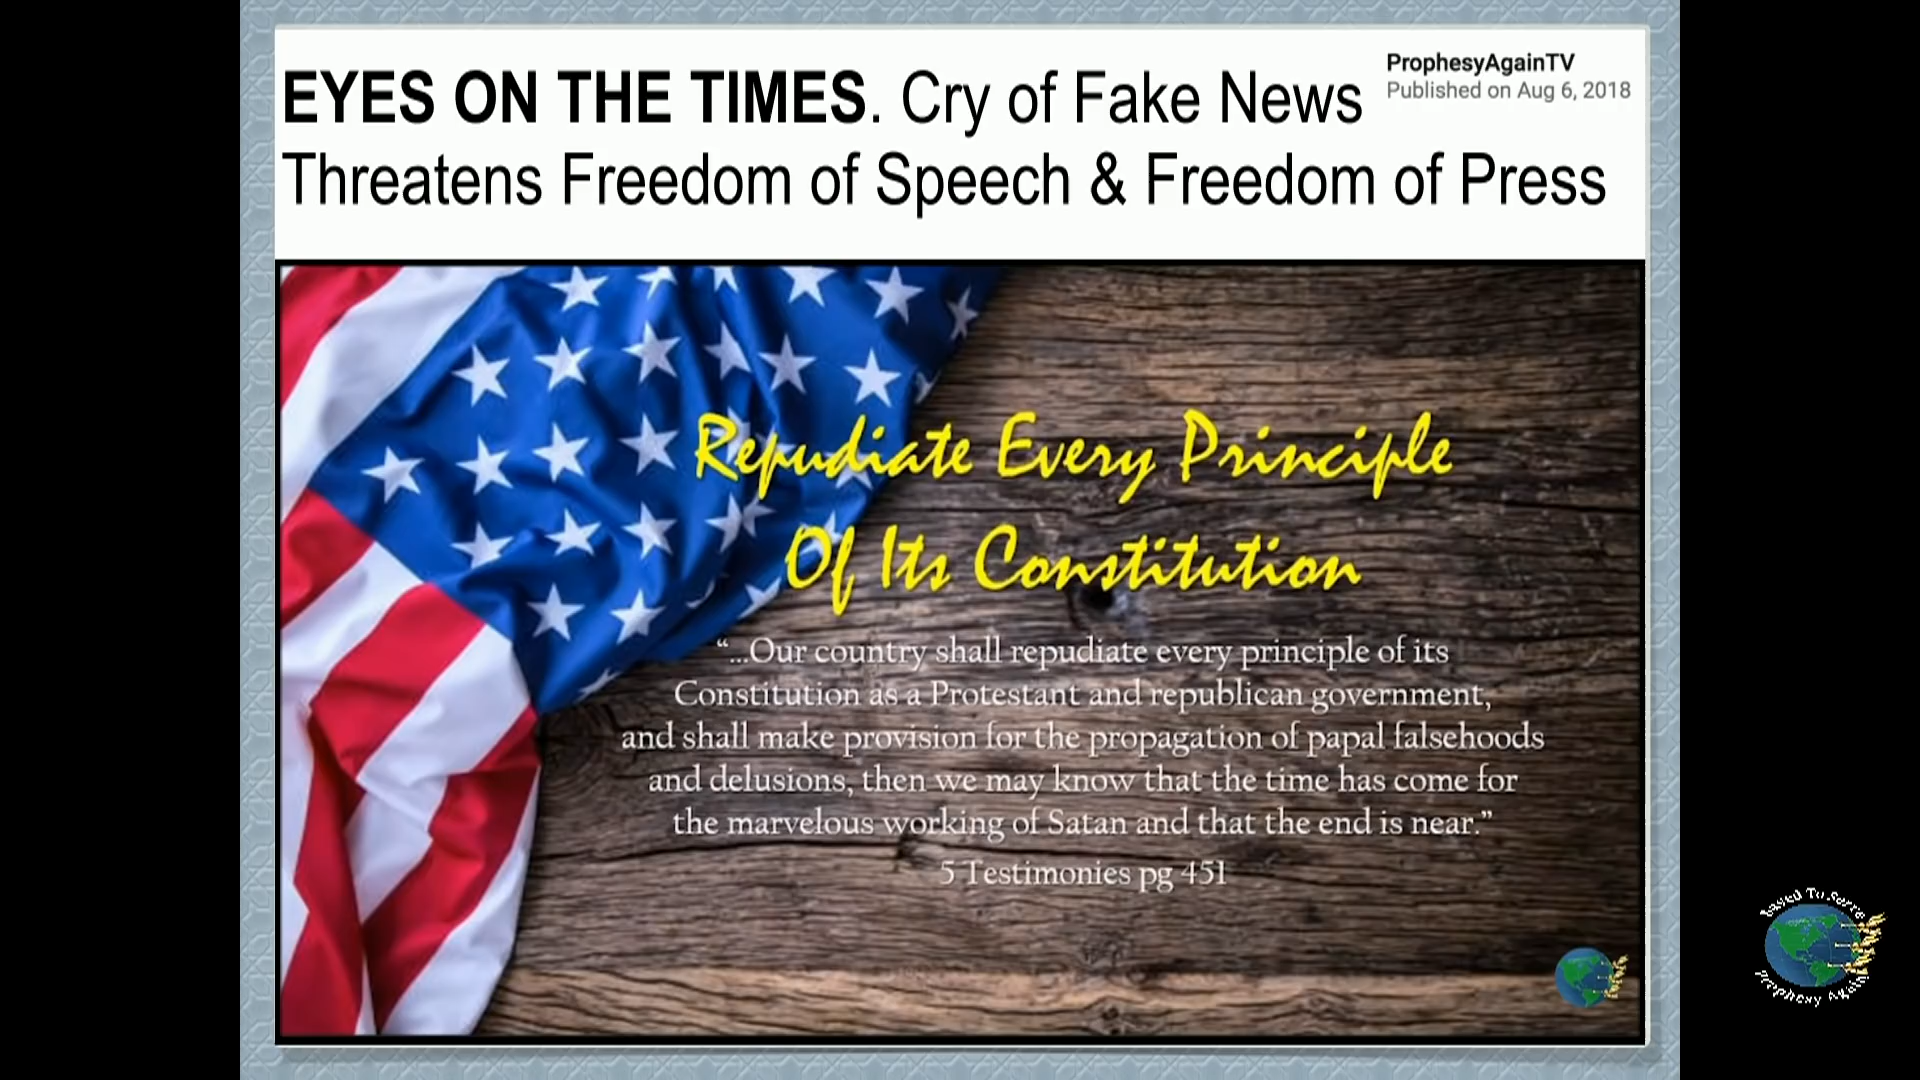 EYES ON THE TIMES. Cry of Fake News
Threatens Freedom of Speech & Freedom of Press
ProphesyAgainTV
Published on Aug 6, 2018
Repudiate Every Principle
Of Its Constitution
“...Our country shall repudiate every principle of its
Constitution as a Protestant and republican government,
and shall make provision for the propagation of papal falsehoods
and delusions, then we may know that the time has come for
the marvelous working of Satan and that the end is near.”
5 Testimonies pg 451
To Serve
Prophesy Again